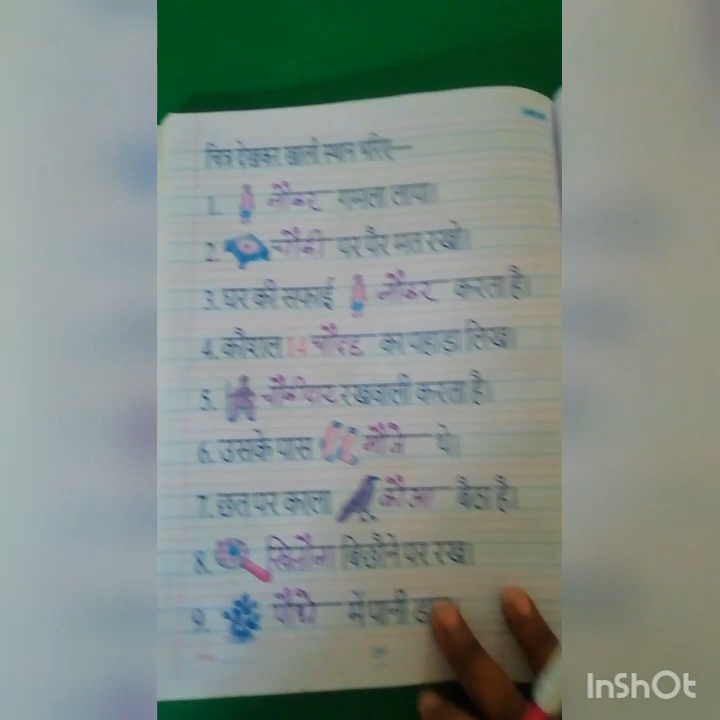 चित्र देखकर खाली स्थान भरिए—
1. नौकर गमला लाया।
2. चौकी पर पैर मत रखो।
3. घर की सफाई नौकर करता है।
4. कौशल 14 चौदह का पहाड़ा लिख।
5. चौकीदार रखवाली करता है।
6. उसके पास मौजे थे।
7. छत पर काला कौआ बैठा है।
8. खिलौना बिछौने पर रख।
9. पौधे में पानी
InShOt